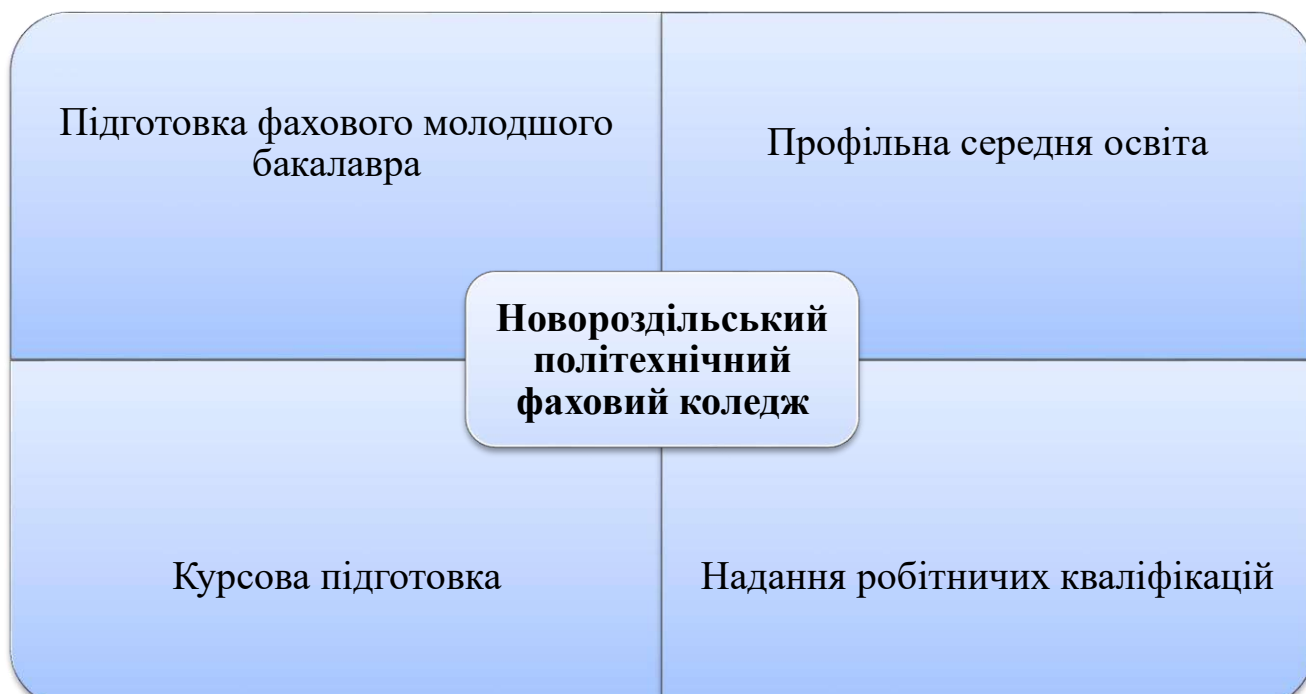 Підготовка фахового молодшого
бакалавра
Профільна середня освіта
Новороздільський
політехнічний
фаховий коледж
Курсова підготовка
Надання робітничих кваліфікацій